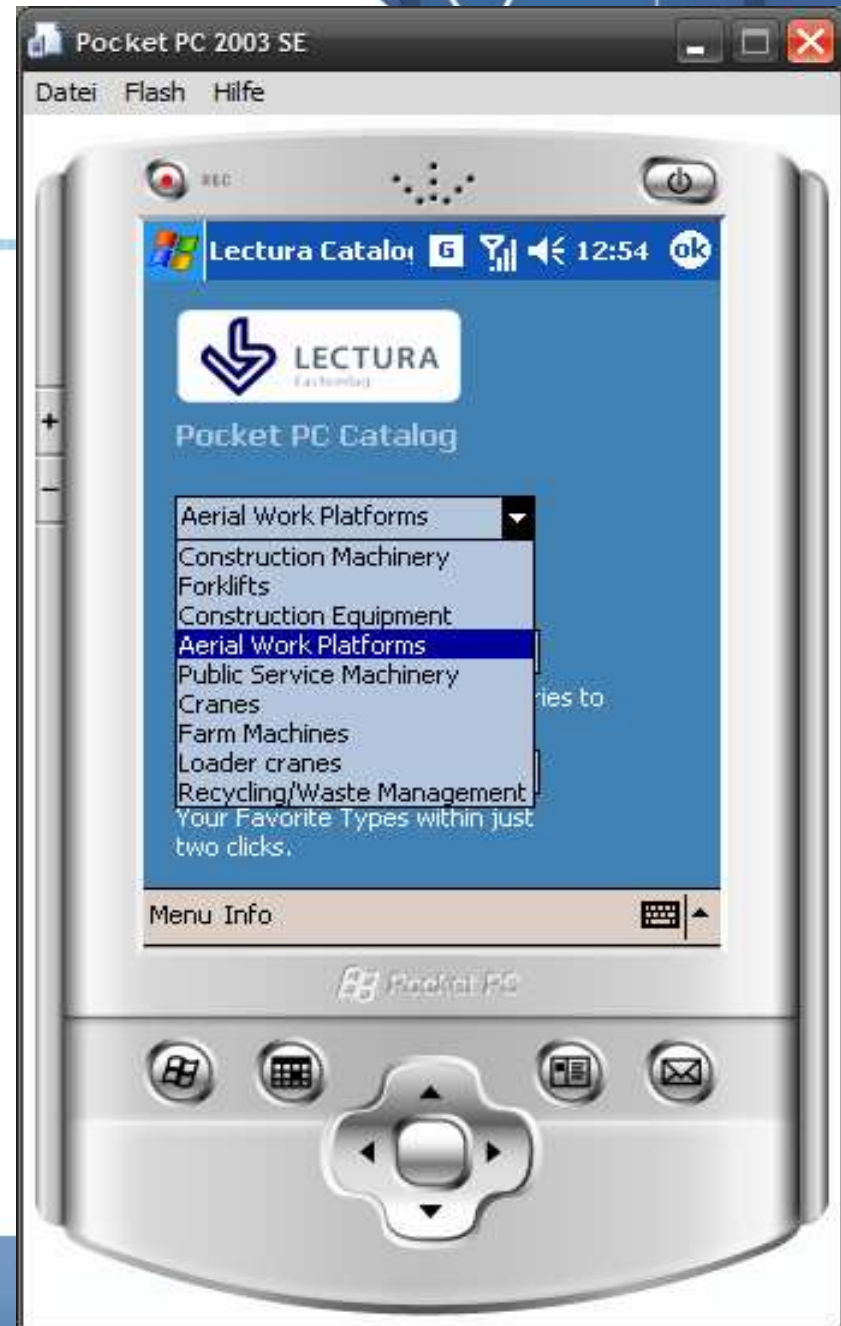 Pocket PC 2003 SE
Datei Flash Hilfe
REC
Lectura Catalo G 12:54 ok
LECTURA
Fachverlag
Pocket PC Catalog
Aerial Work Platforms
Construction Machinery
Forklifts
Construction Equipment
Aerial Work Platforms
Public Service Machinery
Cranes
ries to
Farm Machines
Loader cranes
Recycling/Waste Management
Your Favorite Types within just
two clicks.
Menu Info
Pocket PC